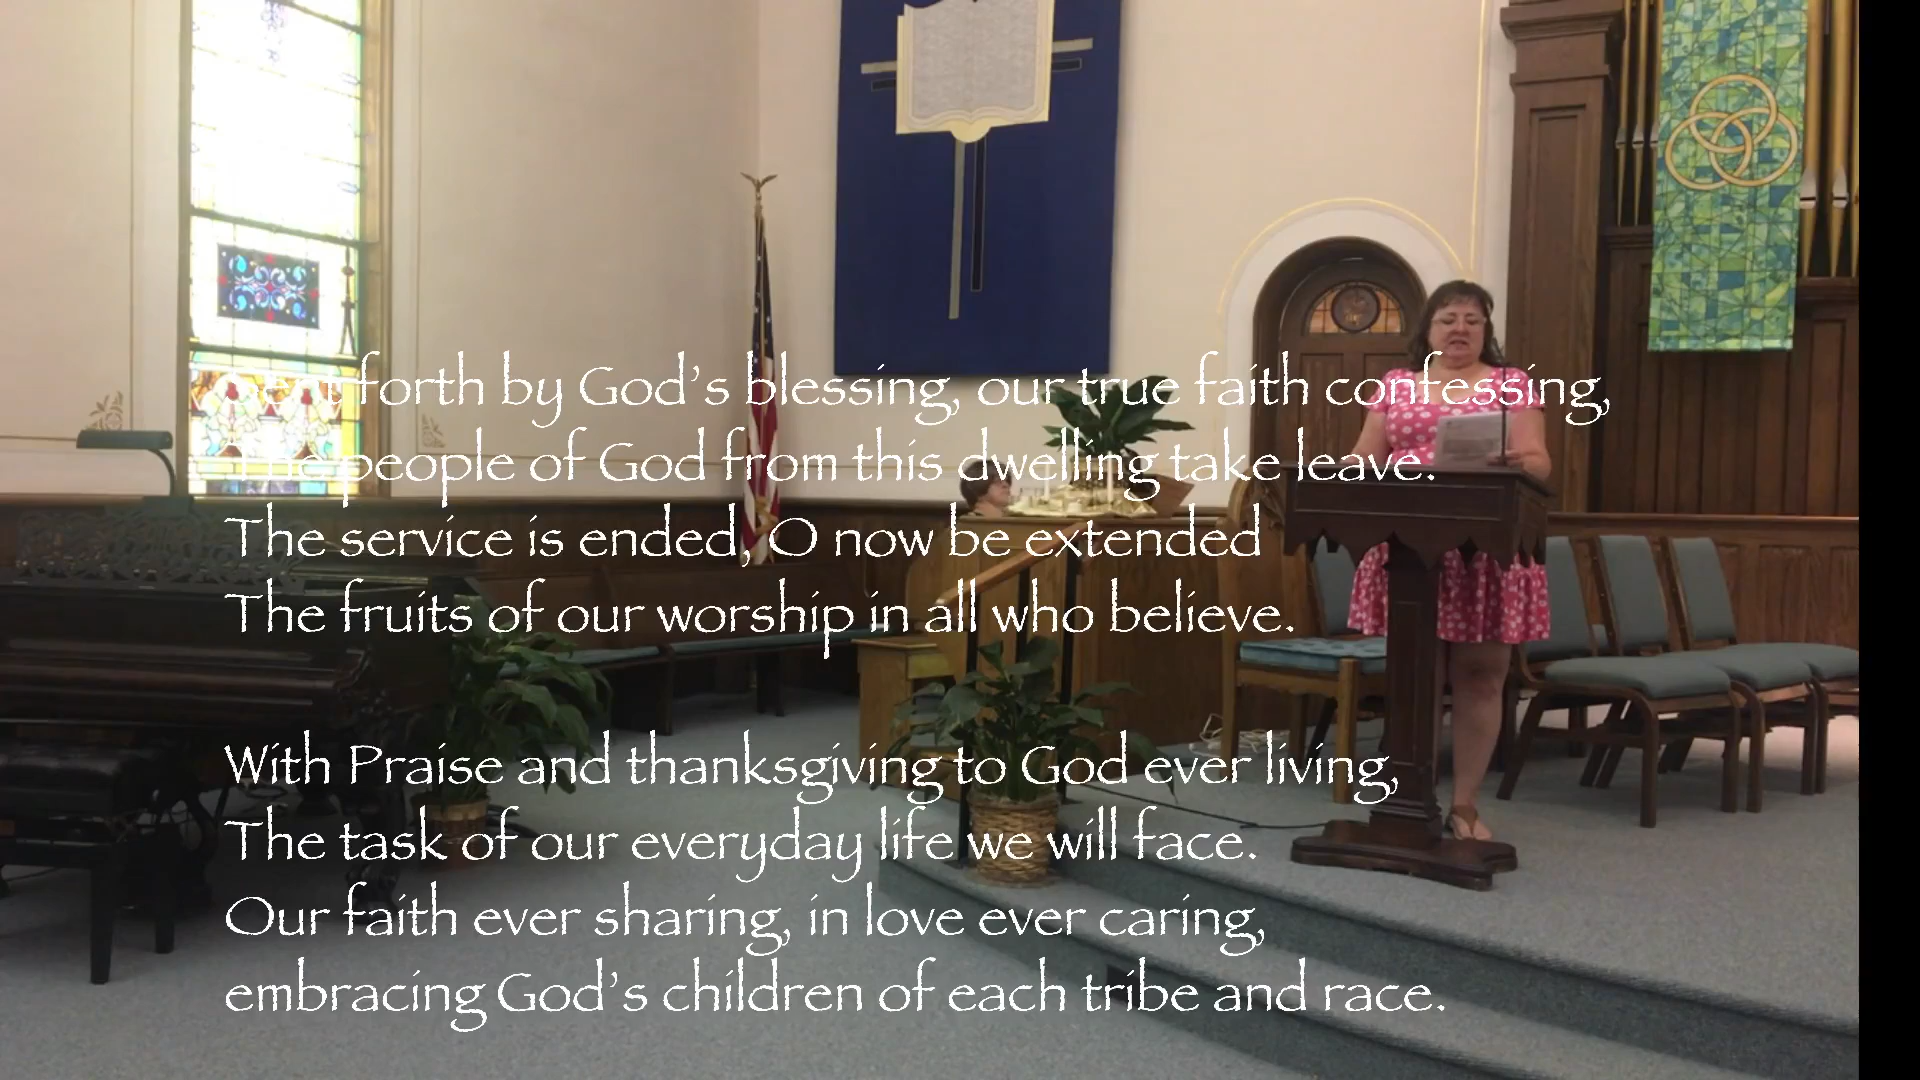 Sent forth by God's blessing, our true faith confessing,
The people of God from this dwelling take leave.
The service is ended, O now be extended
The fruits of our worship in all who believe.
With Praise and thanksgiving to God ever living,
The task of our everyday life we will face.
Our faith ever sharing, in love ever caring,
embracing God's children of each tribe and race.